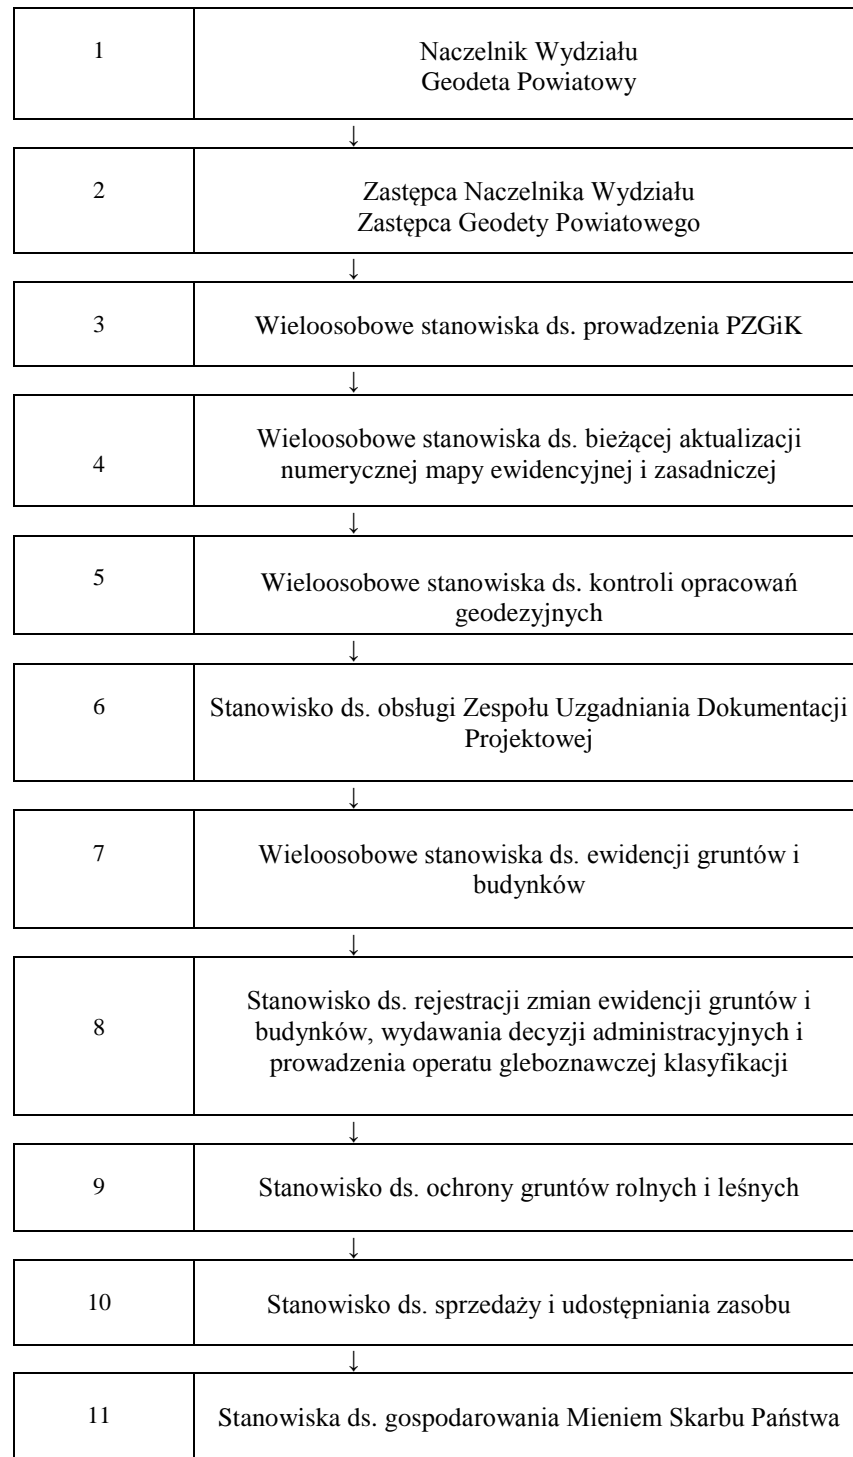 1
Naczelnik Wydziału
Geodeta Powiatowy
↓
2
Zastępca Naczelnika Wydziału
Zastępca Geodety Powiatowego
↓
3
Wieloosobowe stanowiska ds. prowadzenia PZGiK
↓
4
Wieloosobowe stanowiska ds. bieżącej aktualizacji
numerycznej mapy ewidencyjnej i zasadniczej
↓
5
Wieloosobowe stanowiska ds. kontroli opracowań
geodezyjnych
↓
6
Stanowisko ds. obsługi Zespołu Uzgadniania Dokumentacji
Projektowej
↓
7
Wieloosobowe stanowiska ds. ewidencji gruntów i
budynków
↓
8
Stanowisko ds. rejestracji zmian ewidencji gruntów i
budynków, wydawania decyzji administracyjnych i
prowadzenia operatu gleboznawczej klasyfikacji
↓
9
Stanowisko ds. ochrony gruntów rolnych i leśnych
↓
10
Stanowisko ds. sprzedaży i udostępniania zasobu
↓
11
Stanowiska ds. gospodarowania Mieniem Skarbu Państwa